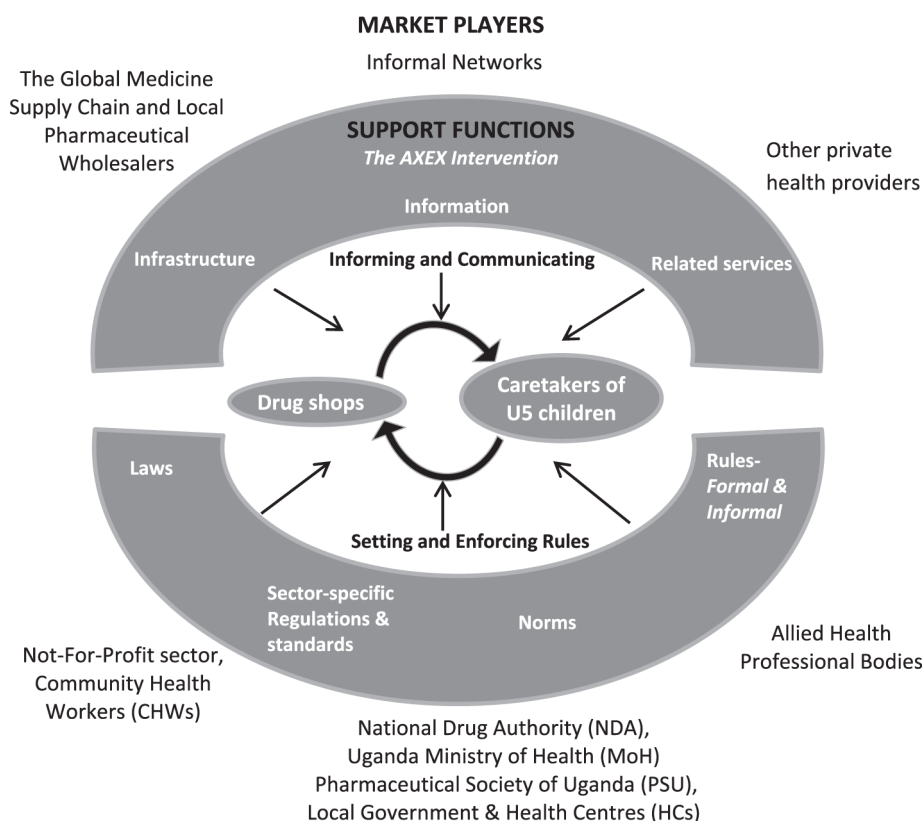 MARKET PLAYERS
Informal Networks
The Global Medicine
Supply Chain and Local
Pharmaceutical
Wholesalers
Other private
health providers
SUPPORT FUNCTIONS
The AXEX Intervention
Information
Infrastructure
Related services
Informing and Communicating
Drug shops
Caretakers of
U5 children
Laws
Rules-
Formal &
Informal
Setting and Enforcing Rules
Sector-specific
Regulations &
standards
Norms
Not-For-Profit sector,
Community Health
Workers (CHWs)
Allied Health
Professional Bodies
National Drug Authority (NDA),
Uganda Ministry of Health (MoH)
Pharmaceutical Society of Uganda (PSU),
Local Government & Health Centres (HCs)